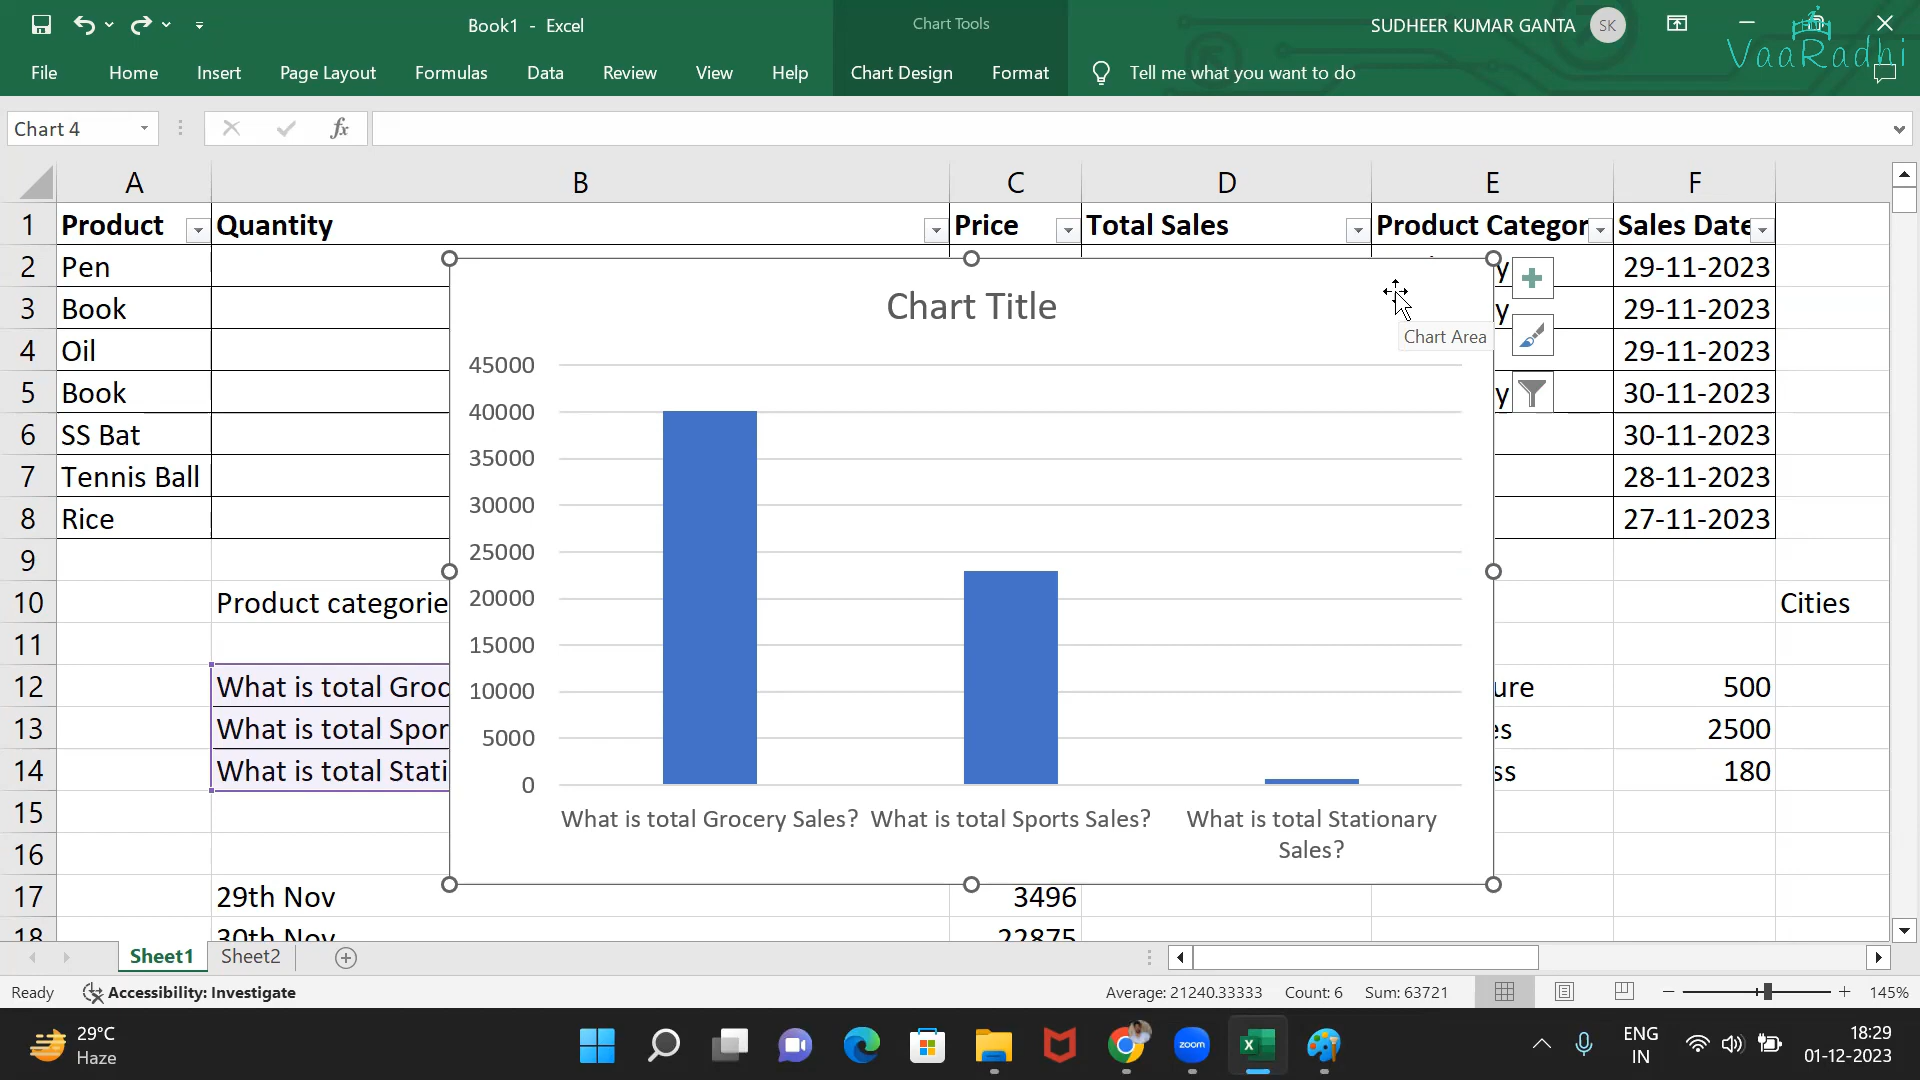 Book1 - Excel
Chart Tools
SUDHEER KUMAR GANTA
SK
VaaRadhi
File Home Insert Page Layout Formulas Data Review View Help Chart Design Format Tell me what you want to do
Chart 4
fx
A B C D E F
1 Product Quantity Price Total Sales Product Categor Sales Date
2 Pen y 29-11-2023
3 Book y 29-11-2023
4 Oil 29-11-2023
5 Book y 30-11-2023
6 SS Bat 30-11-2023
7 Tennis Ball 28-11-2023
8 Rice 27-11-2023
9
10 Product categorie Cities
11
12 What is total Groc ure 500
13 What is total Spor es 2500
14 What is total Stati ss 180
15
16
17 29th Nov 3496
18 30th Nov 22875
Chart Title
Chart Area
45000
40000
35000
30000
25000
20000
15000
10000
5000
0
What is total Grocery Sales? What is total Sports Sales? What is total Stationary
Sales?
Sheet1 Sheet2
Ready Accessibility: Investigate Average: 21240.33333 Count: 6 Sum: 63721 145%
29°C
Haze
zoom
ENG
IN
18:29
01-12-2023